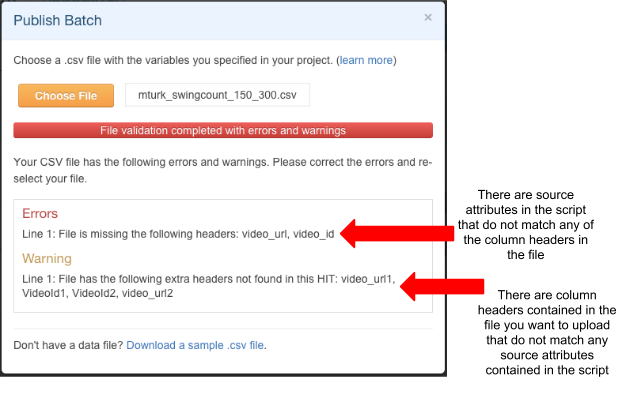 Publish Batch
×
Choose a .csv file with the variables you specified in your project. (learn more)
Choose File
mturk_swingcount_150_300.csv
File validation completed with errors and warnings
Your CSV file has the following errors and warnings. Please correct the errors and re-
select your file.
Errors
Line 1: File is missing the following headers: video_url, video_id
Warning
Line 1: File has the following extra headers not found in this HIT: video_url1,
VideoId1, VideoId2, video_url2
Don't have a data file? Download a sample .csv file.
There are source
attributes in the script
that do not match any of
the column headers in
the file
There are column
headers contained in the
file you want to upload
that do not match any
source attributes
contained in the script